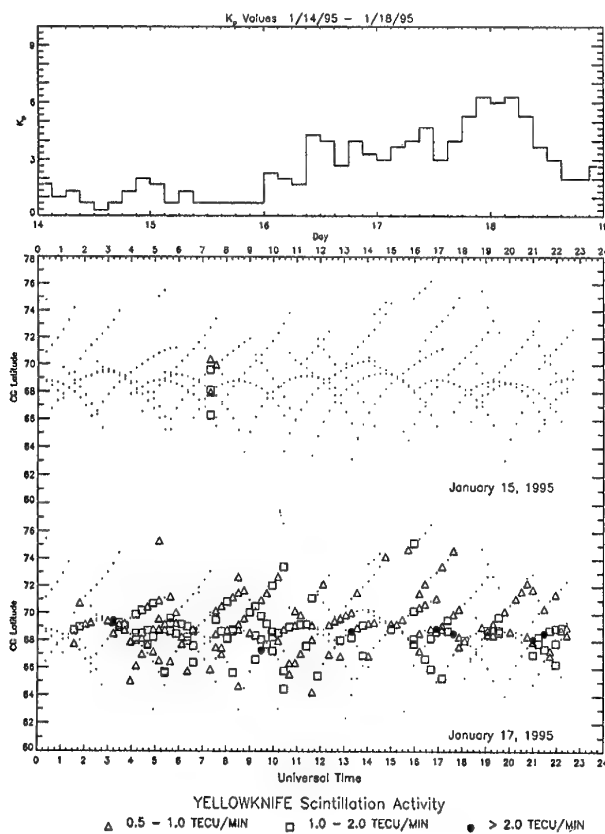 Kp Values 1/14/95 - 1/18/95
9
6
3
0
Kp
14 15 16 17 18 19
Day
0 1 2 3 4 5 6 7 8 9 10 11 12 13 14 15 16 17 18 19 20 21 22 23 24
78
76
74
72
70
68
66
64
62
60
CC Latitude
January 15, 1995
78
76
74
72
70
68
66
64
62
60
CC Latitude
January 17, 1995
0 1 2 3 4 5 6 7 8 9 10 11 12 13 14 15 16 17 18 19 20 21 22 23 24
Universal Time
YELLOWKNIFE Scintillation Activity
0.5 - 1.0 TECU/MIN 1.0 - 2.0 TECU/MIN > 2.0 TECU/MIN